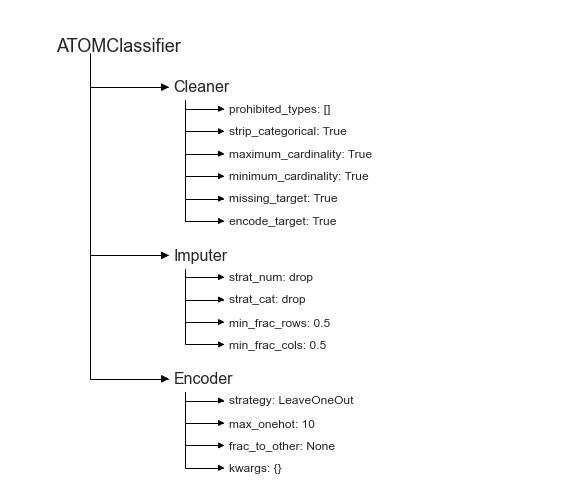 ATOMClassifier
Cleaner
prohibited_types: []
strip_categorical: True
maximum_cardinality: True
minimum_cardinality: True
missing_target: True
encode_target: True
Imputer
strat_num: drop
strat_cat: drop
min_frac_rows: 0.5
min_frac_cols: 0.5
Encoder
strategy: LeaveOneOut
max_onehot: 10
frac_to_other: None
kwargs: {}